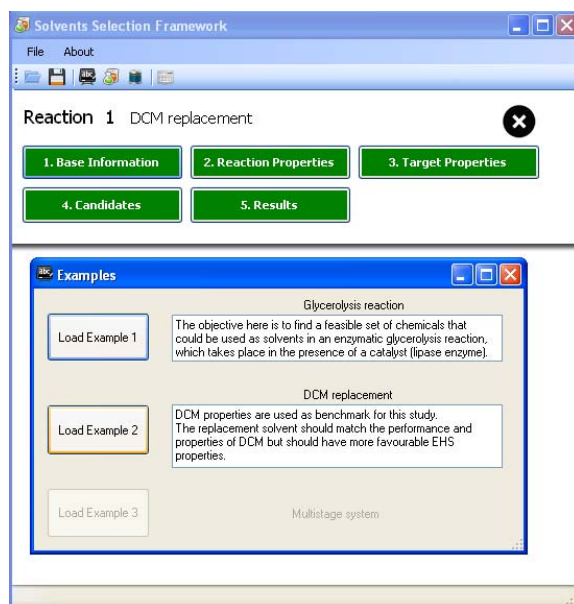 Solvents Selection Framework
File About
Reaction 1 DCM replacement
1. Base Information 2. Reaction Properties 3. Target Properties
4. Candidates 5. Results
abc Examples
Glycerolysis reaction
Load Example 1
The objective here is to find a feasible set of chemicals that
could be used as solvents in an enzymatic glycerolysis reaction,
which takes place in the presence of a catalyst (lipase enzyme).
DCM replacement
Load Example 2
DCM properties are used as benchmark for this study.
The replacement solvent should match the performance and
properties of DCM but should have more favourable EHS
properties.
Load Example 3 Multistage system